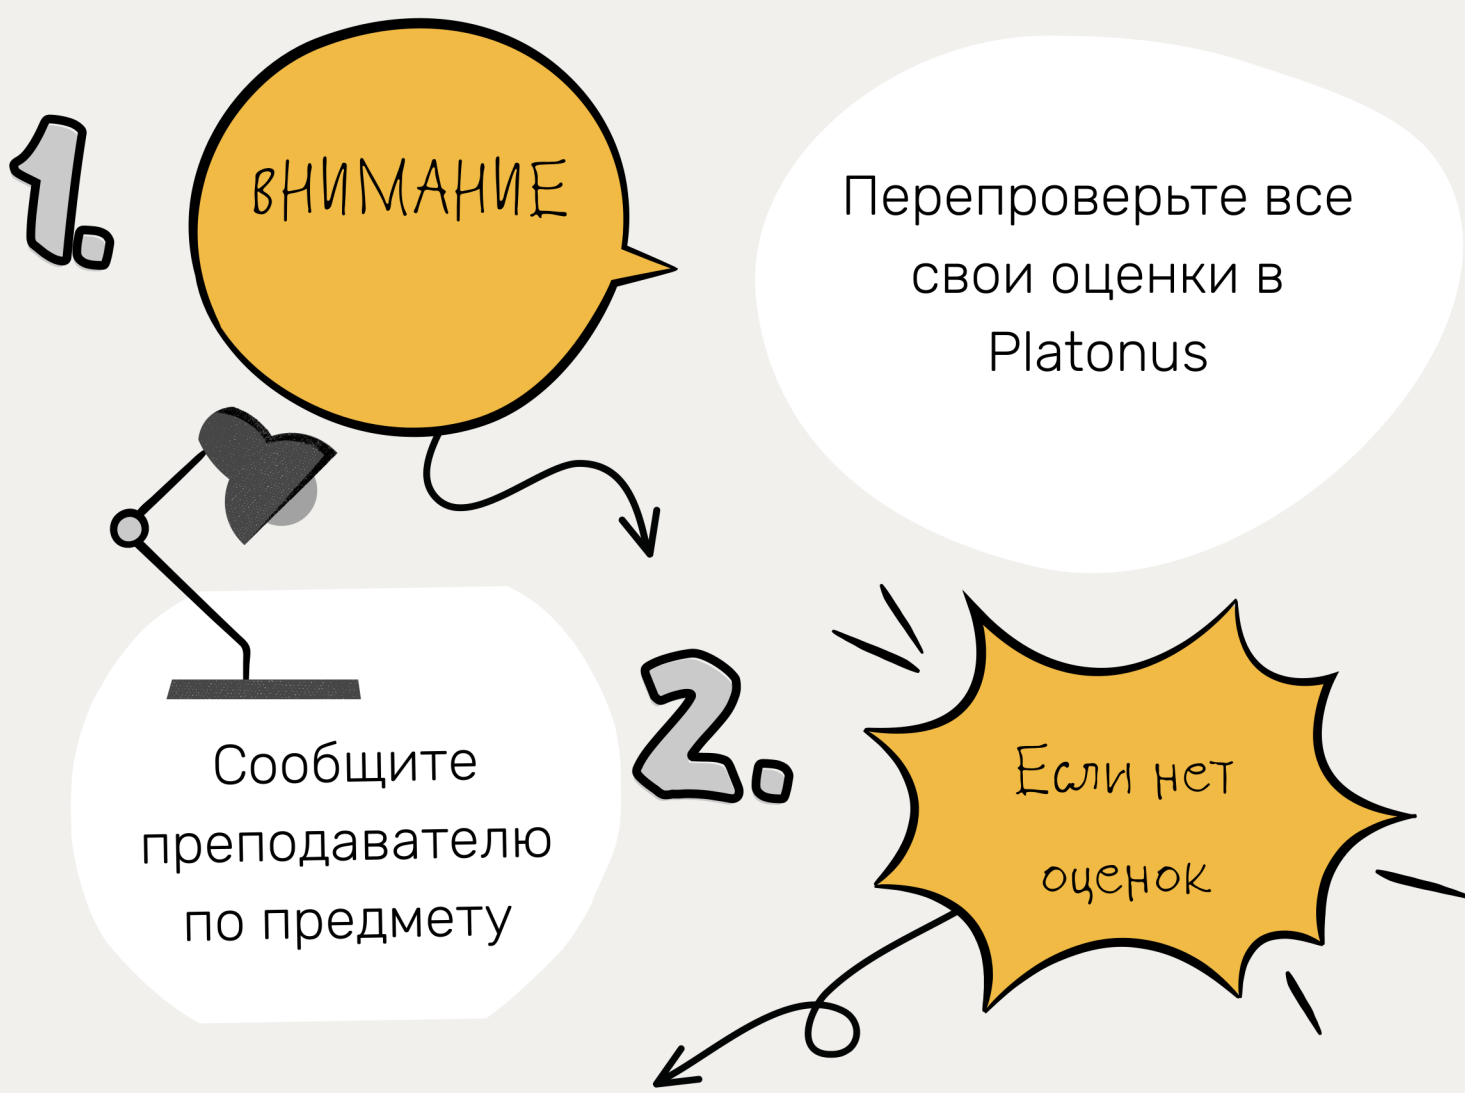 1.
вНИМАНИЕ
Перепроверьте все
свои оценки в
Platonus
2.
Если нет
оценок
Сообщите
преподавателю
по предмету